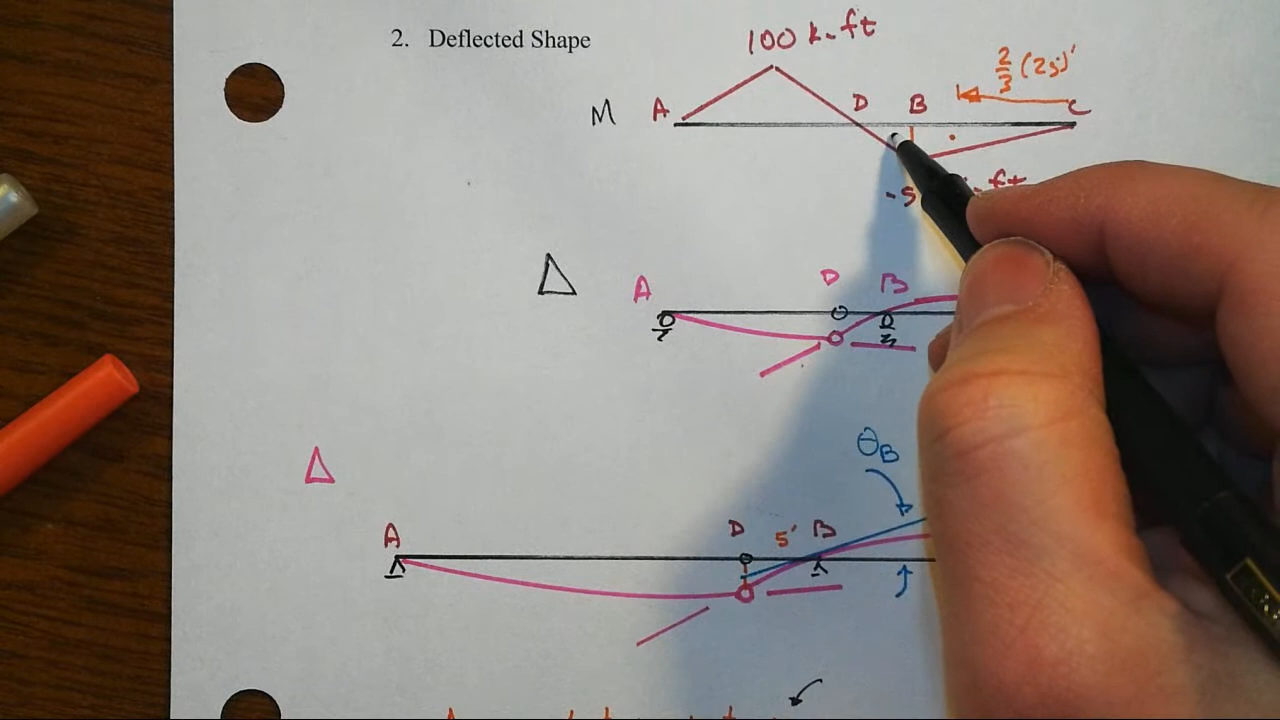 2. Deflected Shape
100 k-ft
2/3 (25)'
M A D B C
Δ A D B
θB
Δ
A D 5' B